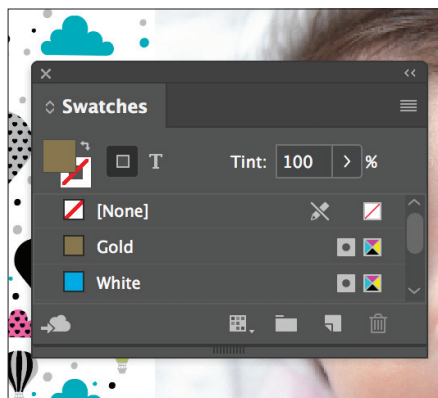 Swatches
T
Tint: 100 %
[None]
Gold
White